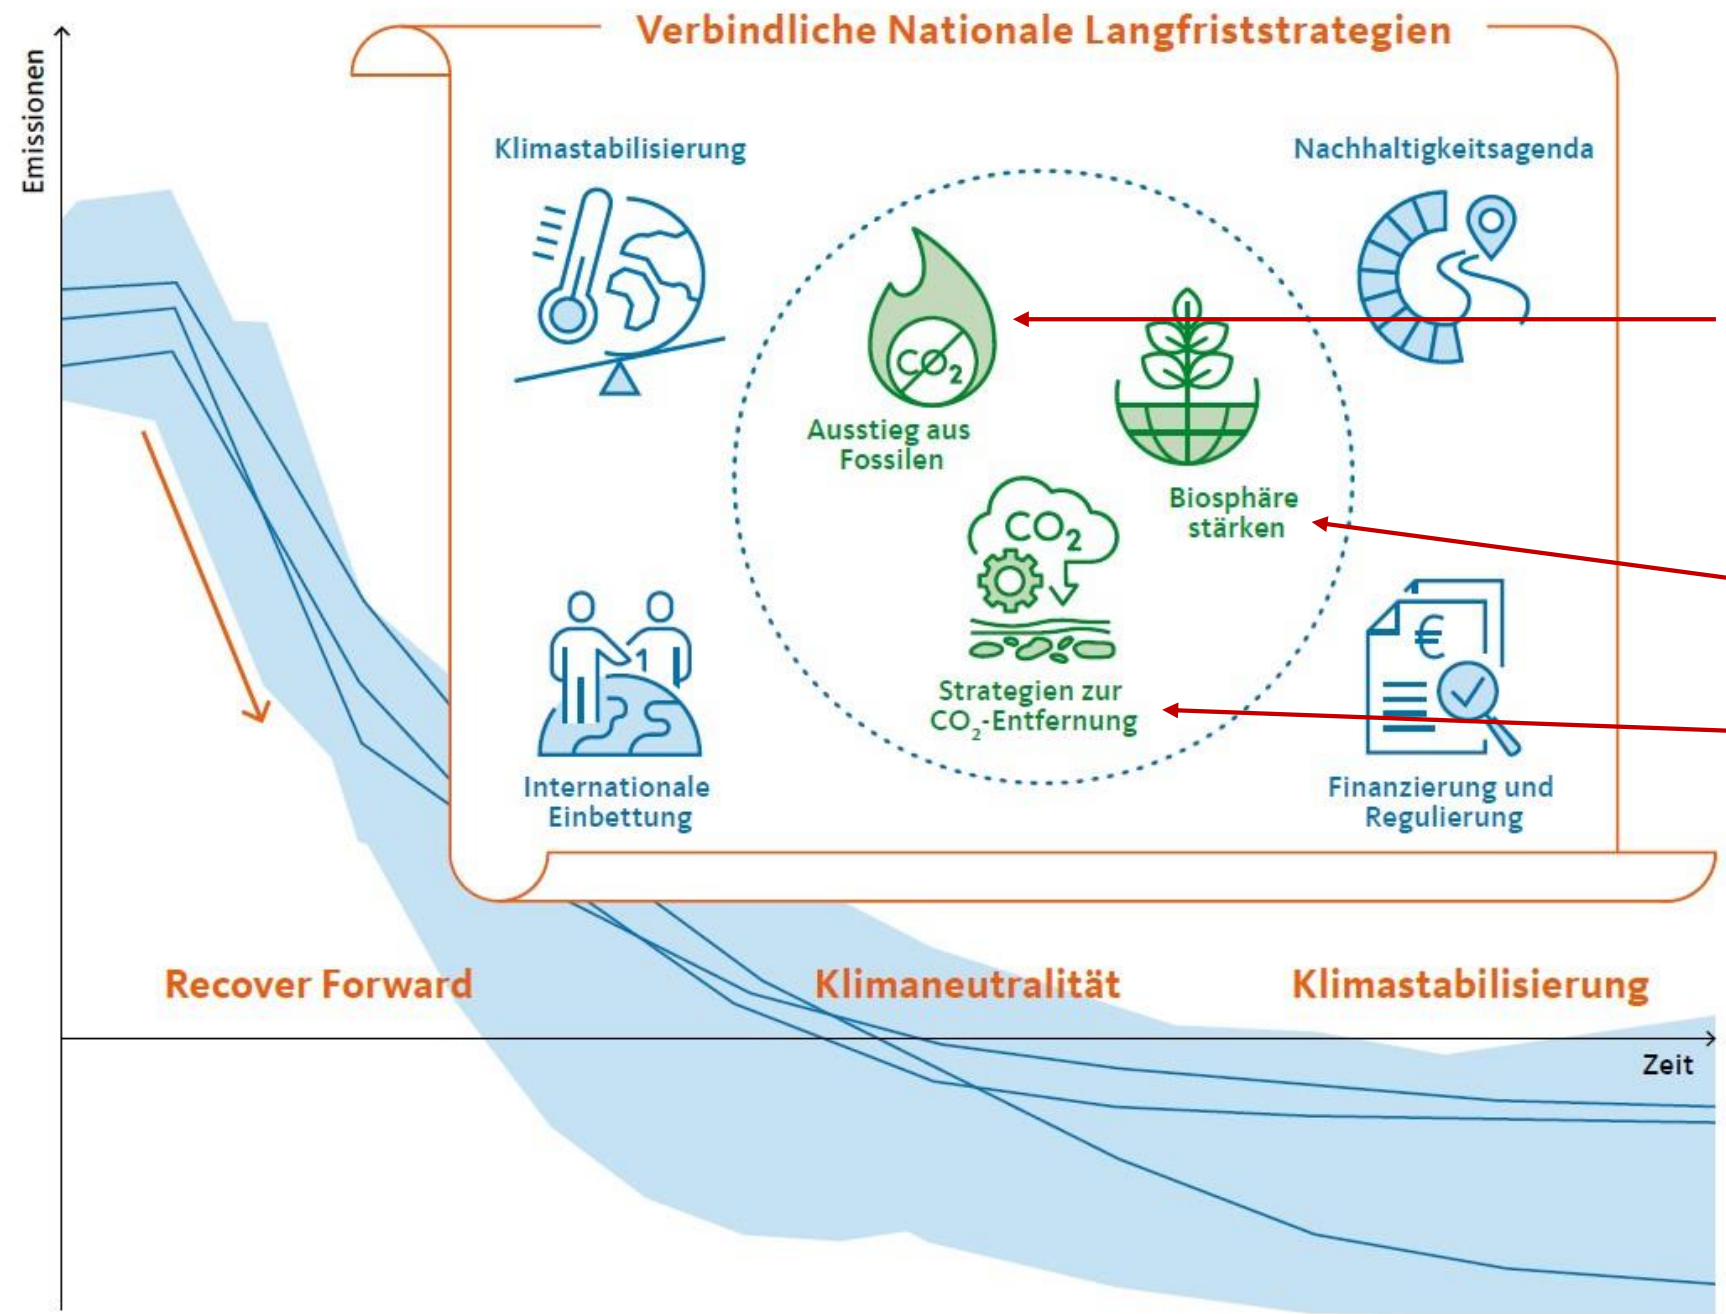 Verbindliche Nationale Langfriststrategien
Emissionen
Klimastabilisierung
Nachhaltigkeitsagenda
CO2
Ausstieg aus
Fossilen
Biosphäre
stärken
CO2
Strategien zur
CO2-Entfernung
€
Internationale
Einbettung
Finanzierung und
Regulierung
Recover Forward
Klimaneutralität
Klimastabilisierung
Zeit